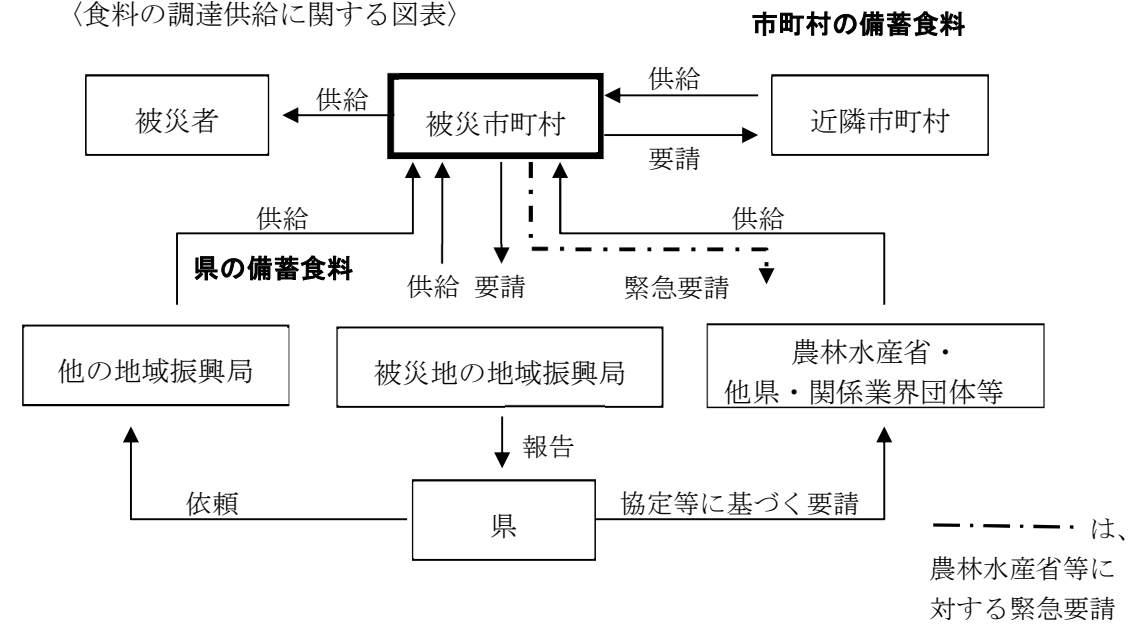 〈食料の調達供給に関する図表〉
市町村の備蓄食料
被災者
供給
被災市町村
供給
要請
近隣市町村
供給
県の備蓄食料
供給
要請
緊急要請
供給
他の地域振興局
被災地の地域振興局
農林水産省・
他県・関係業界団体等
報告
依頼
県
協定等に基づく要請
は、
農林水産省等に
対する緊急要請